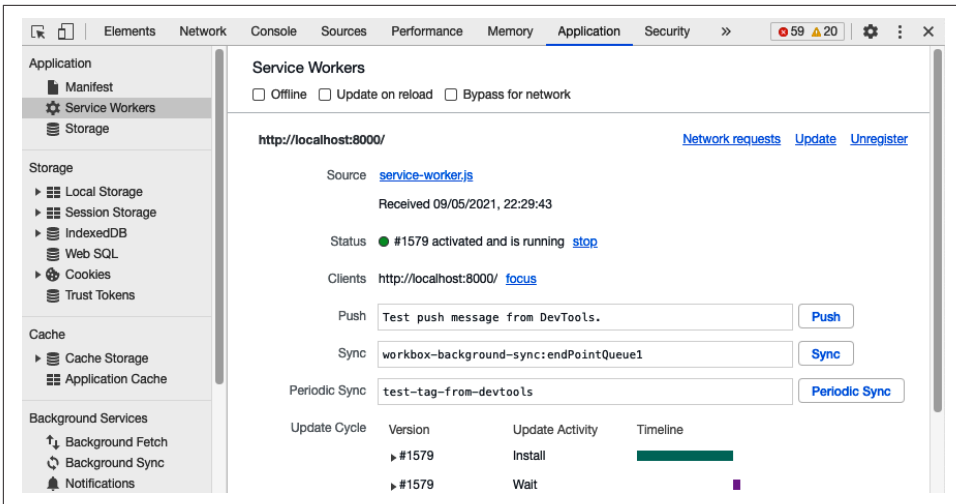 Elements Network Console Sources Performance Memory Application Security » 59 20
Application
Manifest
Service Workers
Storage
Storage
Local Storage
Session Storage
IndexedDB
Web SQL
Cookies
Trust Tokens
Cache
Cache Storage
Application Cache
Background Services
Background Fetch
Background Sync
Notifications
Service Workers
Offline Update on reload Bypass for network
http://localhost:8000/ Network requests Update Unregister
Source service-worker.js
Received 09/05/2021, 22:29:43
Status #1579 activated and is running stop
Clients http://localhost:8000/ focus
Push Test push message from DevTools. Push
Sync workbox-background-sync:endPointQueue1 Sync
Periodic Sync test-tag-from-devtools Periodic Sync
Update Cycle Version Update Activity Timeline
#1579 Install
#1579 Wait